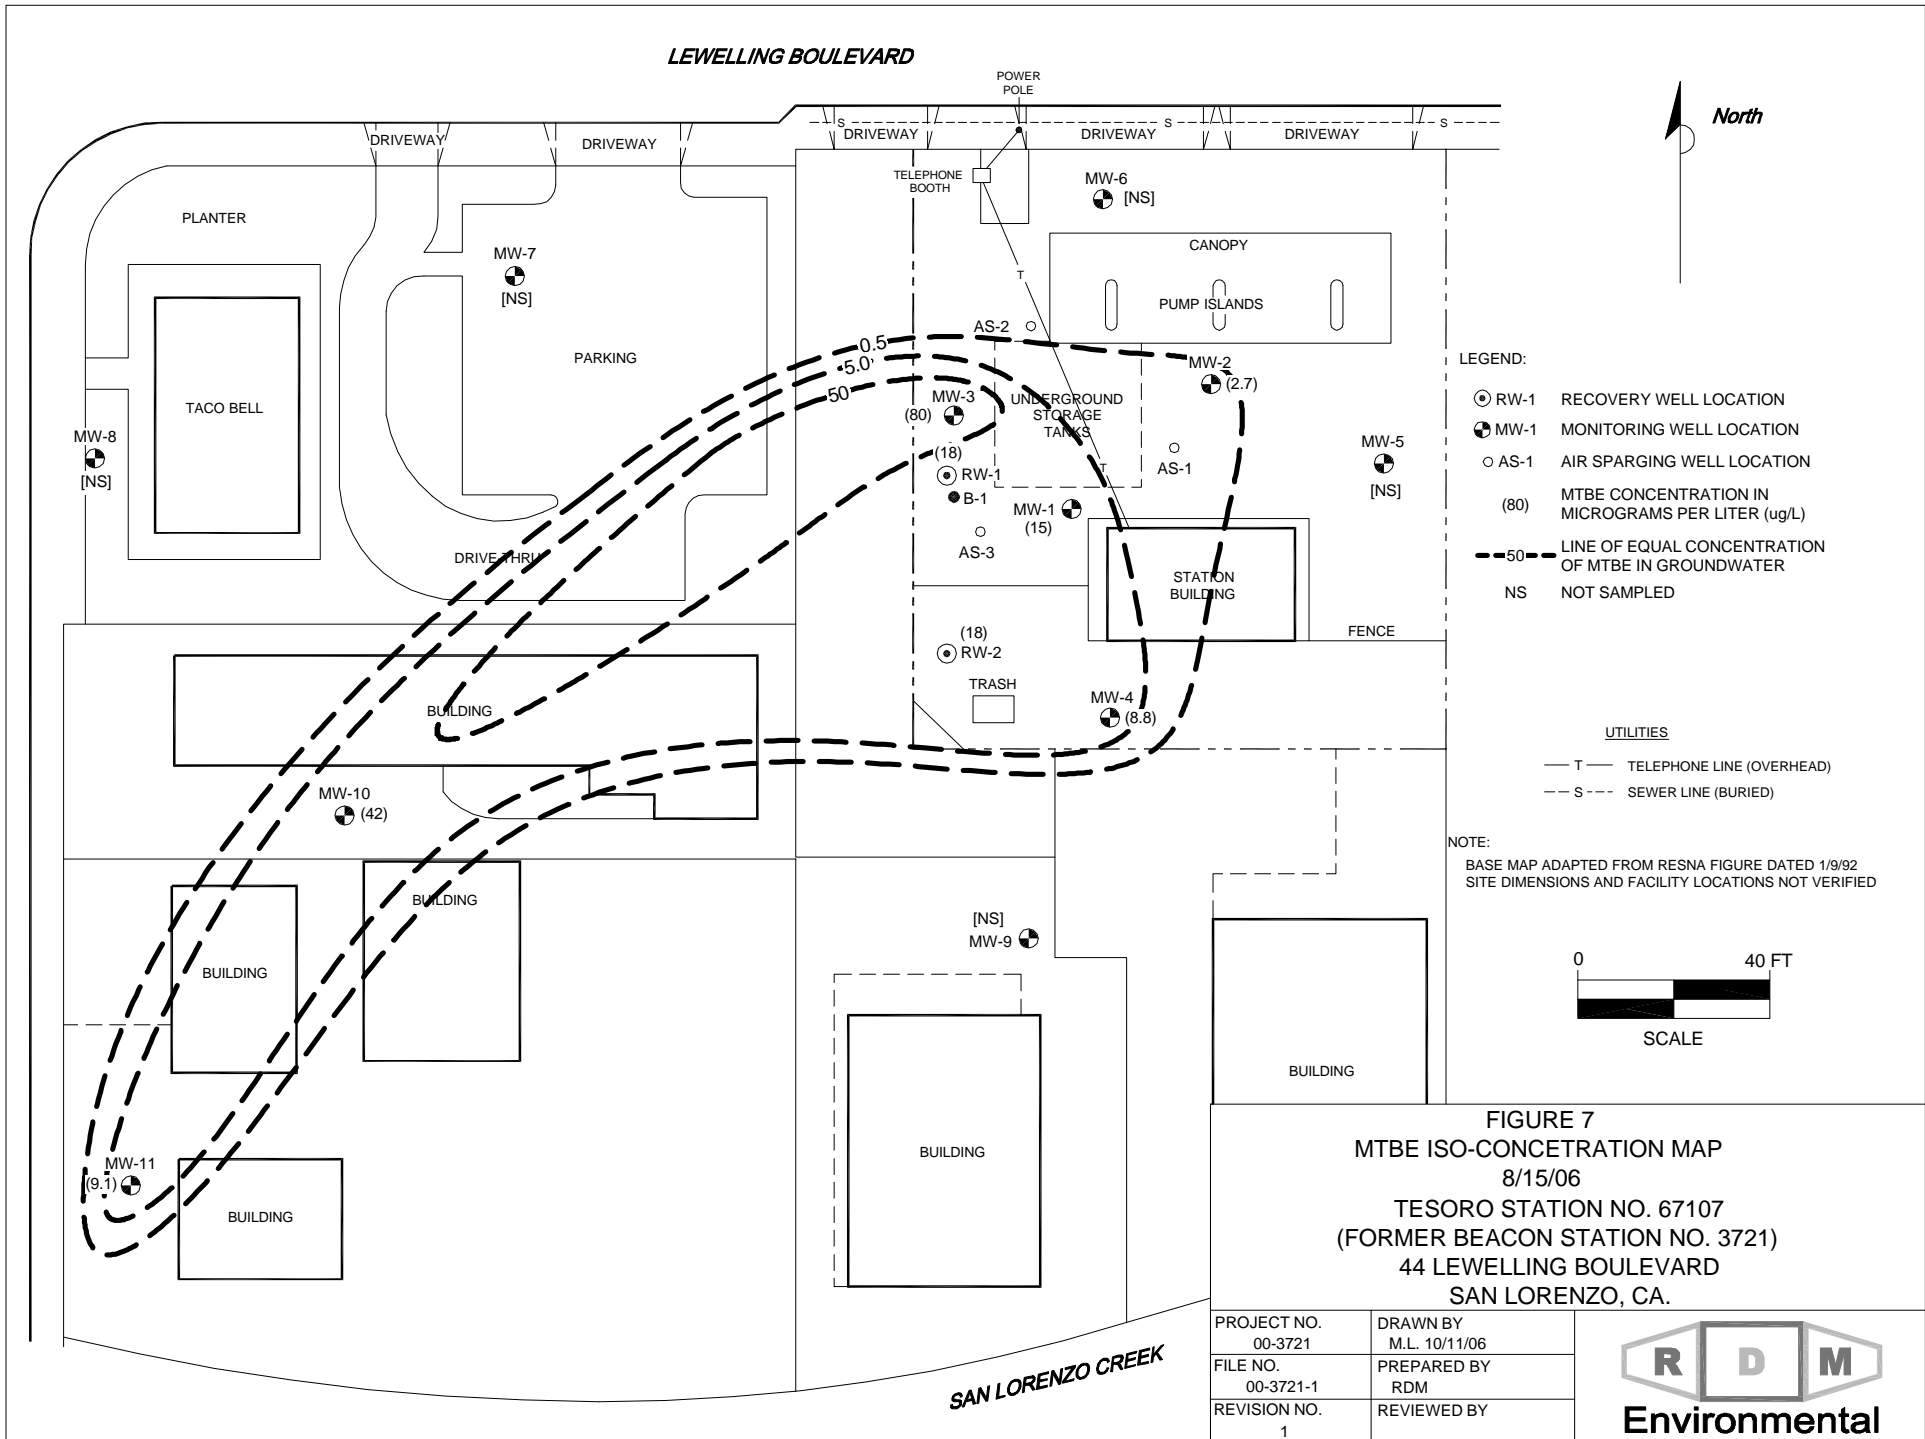 LEWELLING BOULEVARD
POWER
POLE
North
S
S
S
DRIVEWAY
DRIVEWAY
DRIVEWAY
DRIVEWAY
DRIVEWAY
TELEPHONE
BOOTH
MW-6
[NS]
PLANTER
CANOPY
MW-7
[NS]
T
PUMP ISLANDS
AS-2
0.5
5.0
50
PARKING
MW-2
(2.7)
TACO BELL
MW-3
(80)
UNDERGROUND
STORAGE
TANKS
T
MW-8
[NS]
(18)
RW-1
B-1
AS-1
MW-5
[NS]
MW-1
(15)
AS-3
DRIVE THRU
STATION
BUILDING
FENCE
(18)
RW-2
TRASH
MW-4
(8.8)
BUILDING
MW-10
(42)
BUILDING
BUILDING
[NS]
MW-9
BUILDING
BUILDING
MW-11
(9.1)
BUILDING
SAN LORENZO CREEK
LEGEND:
RW-1 RECOVERY WELL LOCATION
MW-1 MONITORING WELL LOCATION
AS-1 AIR SPARGING WELL LOCATION
(80) MTBE CONCENTRATION IN
MICROGRAMS PER LITER (ug/L)
50 LINE OF EQUAL CONCENTRATION
OF MTBE IN GROUNDWATER
NS NOT SAMPLED
UTILITIES
T TELEPHONE LINE (OVERHEAD)
S SEWER LINE (BURIED)
NOTE:
BASE MAP ADAPTED FROM RESNA FIGURE DATED 1/9/92
SITE DIMENSIONS AND FACILITY LOCATIONS NOT VERIFIED
0 40 FT
SCALE
FIGURE 7
MTBE ISO-CONCETRATION MAP
8/15/06
TESORO STATION NO. 67107
(FORMER BEACON STATION NO. 3721)
44 LEWELLING BOULEVARD
SAN LORENZO, CA.
PROJECT NO.
00-3721
DRAWN BY
M.L. 10/11/06
FILE NO.
00-3721-1
PREPARED BY
RDM
REVISION NO.
1
REVIEWED BY
R D M
Environmental